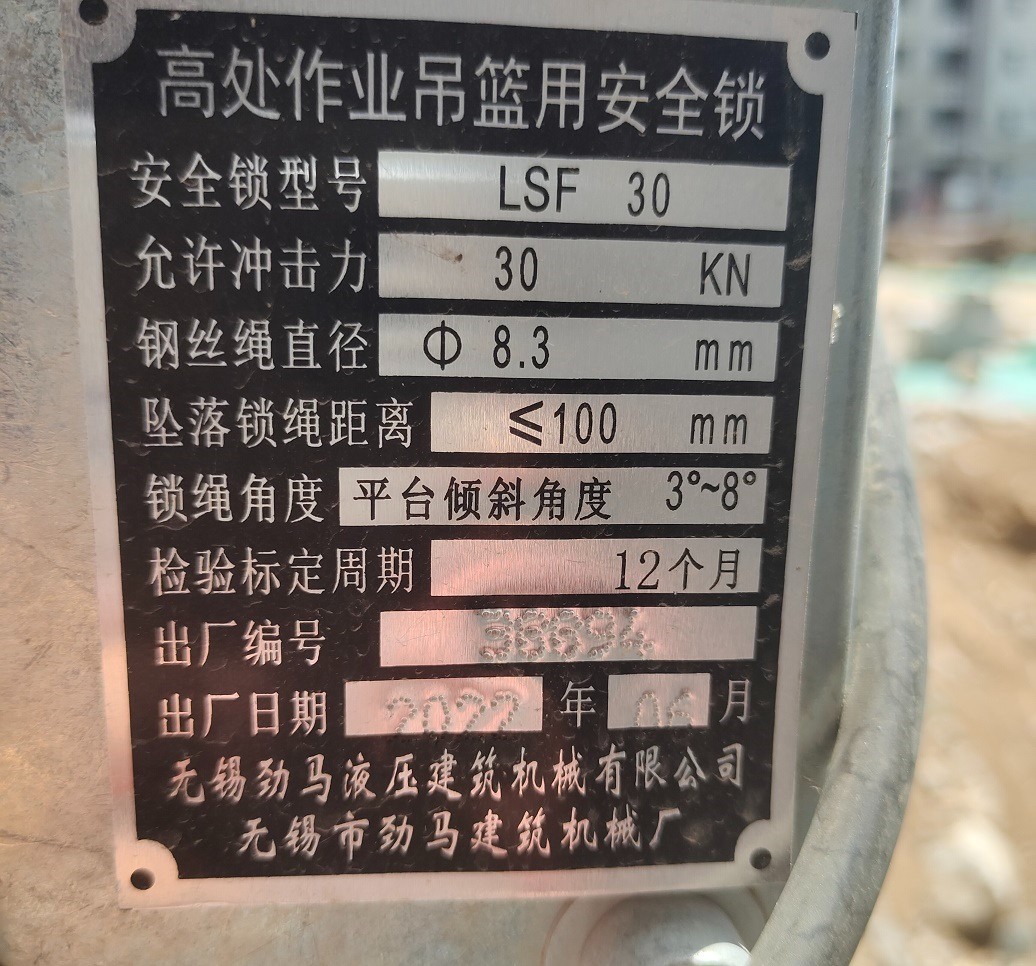 高处作业吊篮用安全锁
安全锁型号 LSF 30
允许冲击力 30 KN
钢丝绳直径 Φ 8.3 mm
坠落锁绳距离 ≤100 mm
锁绳角度 平台倾斜角度 3°~8°
检验标定周期 12个月
出厂编号 36894
出厂日期 2022 年 06 月
无锡劲马液压建筑机械有限公司
无锡市劲马建筑机械厂